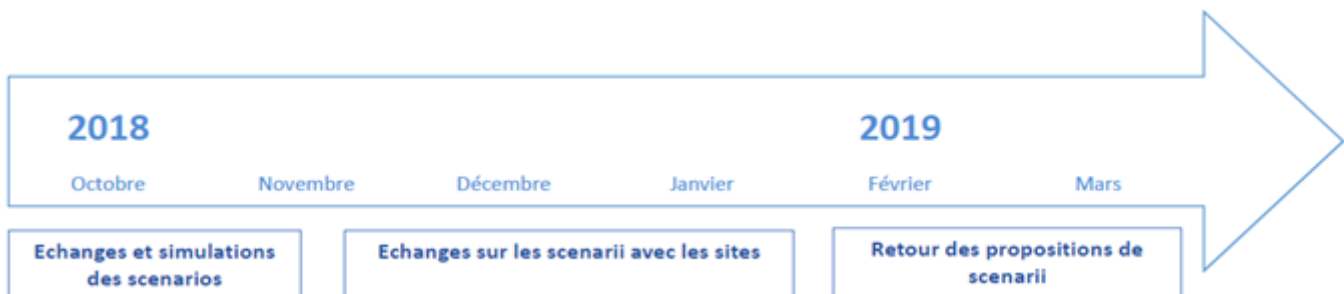 2018 2019
Octobre Novembre Décembre Janvier Février Mars
Echanges et simulations
des scenarios
Echanges sur les scenarii avec les sites
Retour des propositions de
scenarii